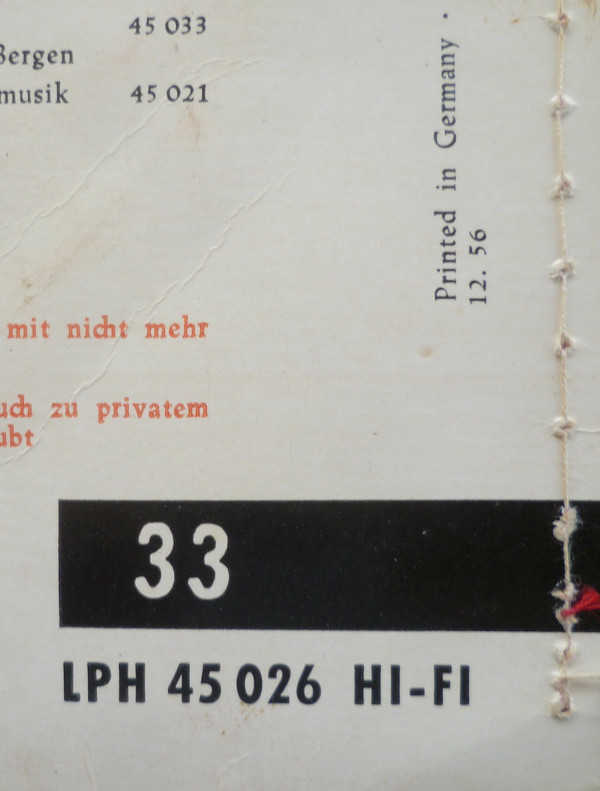 45 033
Bergen
musik 45 021
Printed in Germany ·
12. 56
mit nicht mehr
uch zu privatem
ubt
33
LPH 45 026 HI-FI